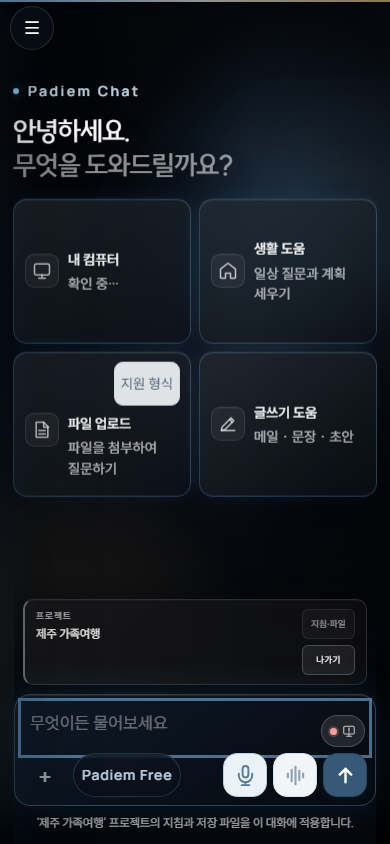 Padiem Chat
안녕하세요.
무엇을 도와드릴까요?
내 컴퓨터
확인 중…
생활 도움
일상 질문과 계획
세우기
지원 형식
파일 업로드
파일을 첨부하여
질문하기
글쓰기 도움
메일 · 문장 · 초안
프로젝트
제주 가족여행
지침·파일
나가기
무엇이든 물어보세요
Padiem Free
'제주 가족여행' 프로젝트의 지침과 저장 파일을 이 대화에 적용합니다.